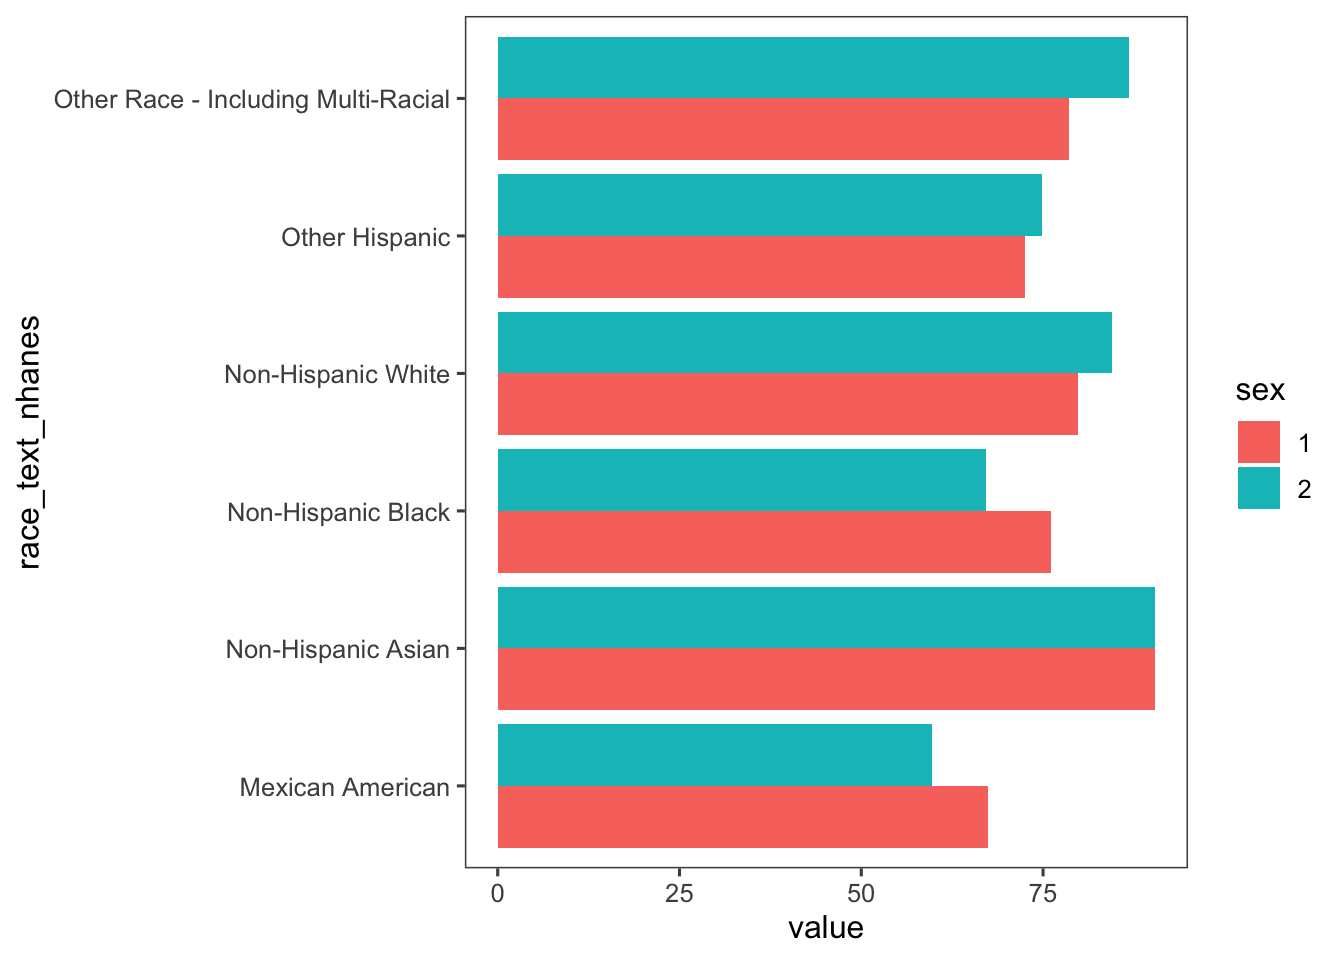 Other Race - Including Multi-Racial
Other Hispanic
Non-Hispanic White
Non-Hispanic Black
Non-Hispanic Asian
Mexican American
race_text_nhanes
0 25 50 75
value
sex
1
2